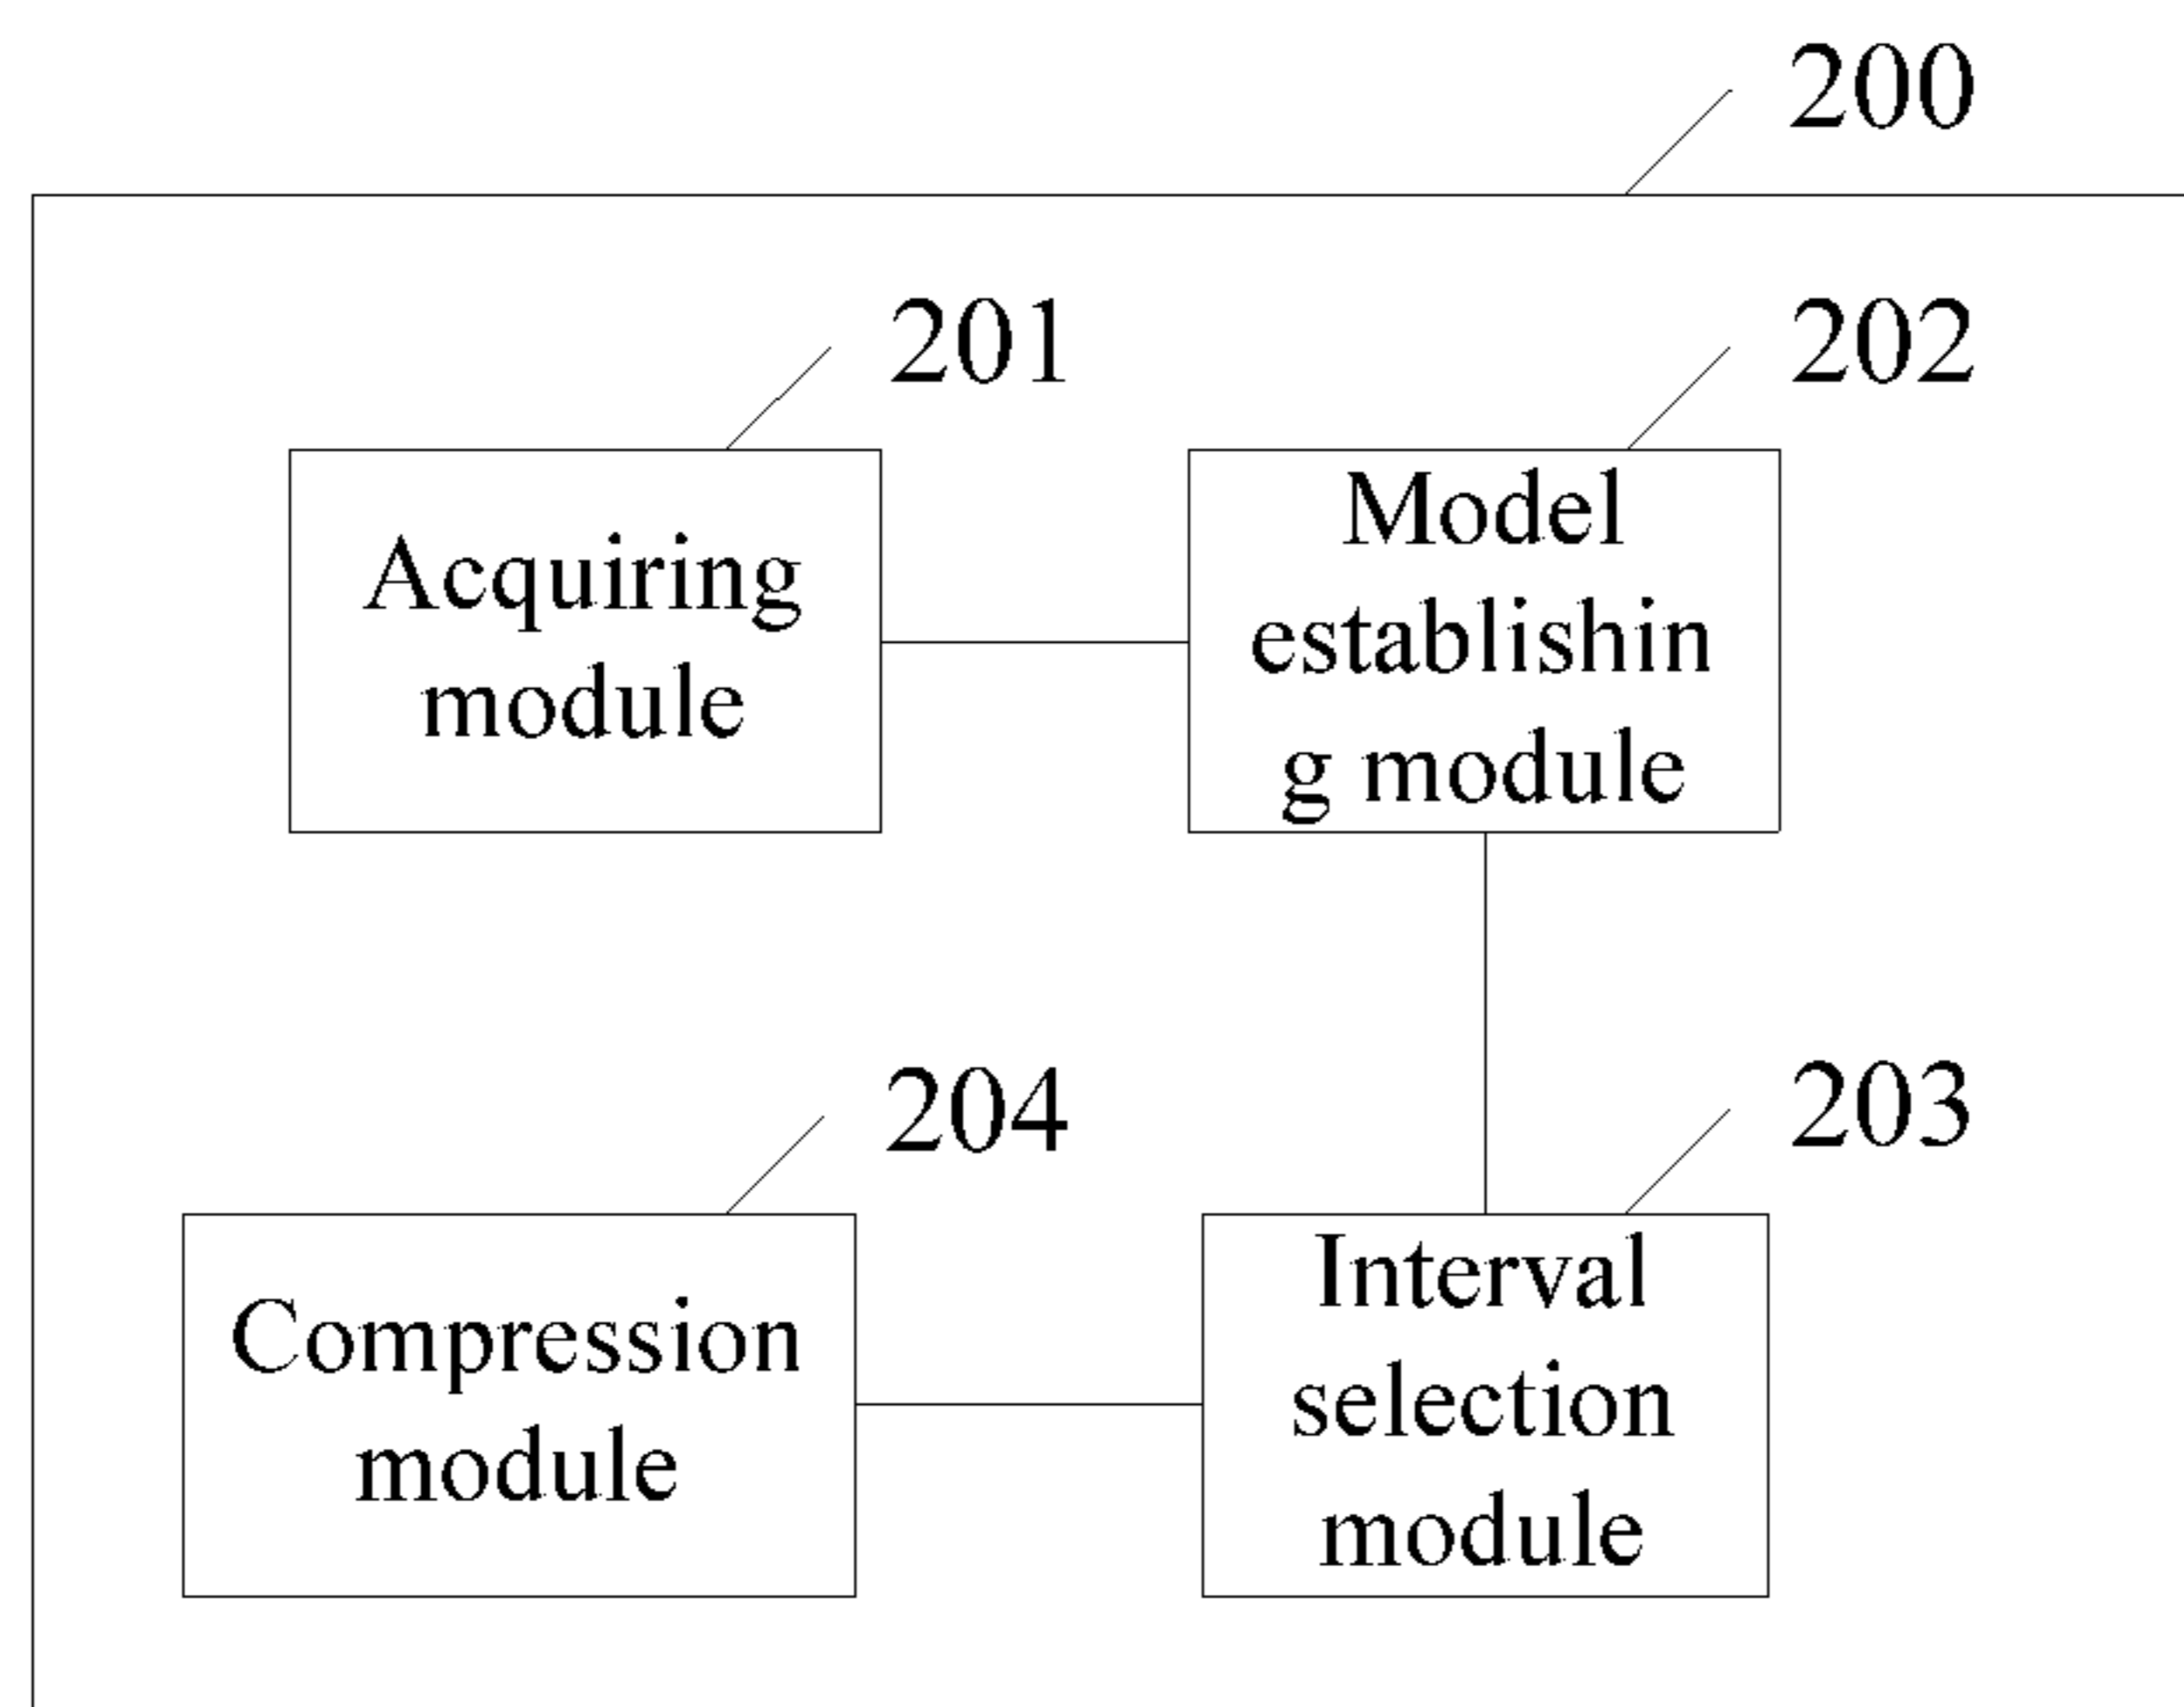 200
201
202
Acquiring
module
Model
establishin
g module
204
203
Compression
module
Interval
selection
module